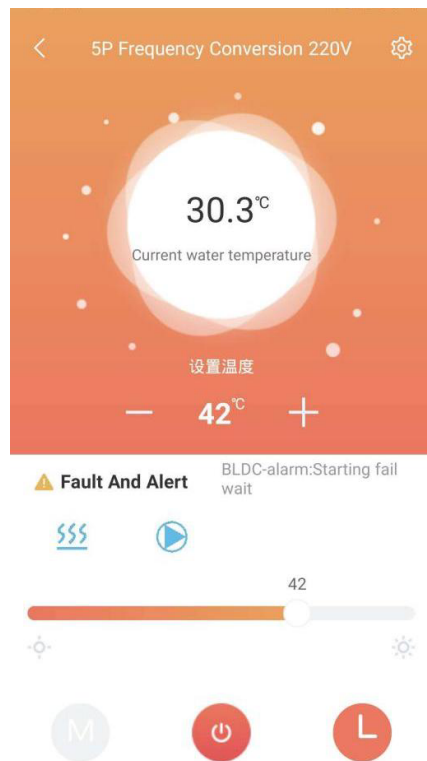 5P Frequency Conversion 220V
30.3℃
Current water temperature
设置温度
42℃
Fault And Alert
BLDC-alarm:Starting fail
wait
42
M